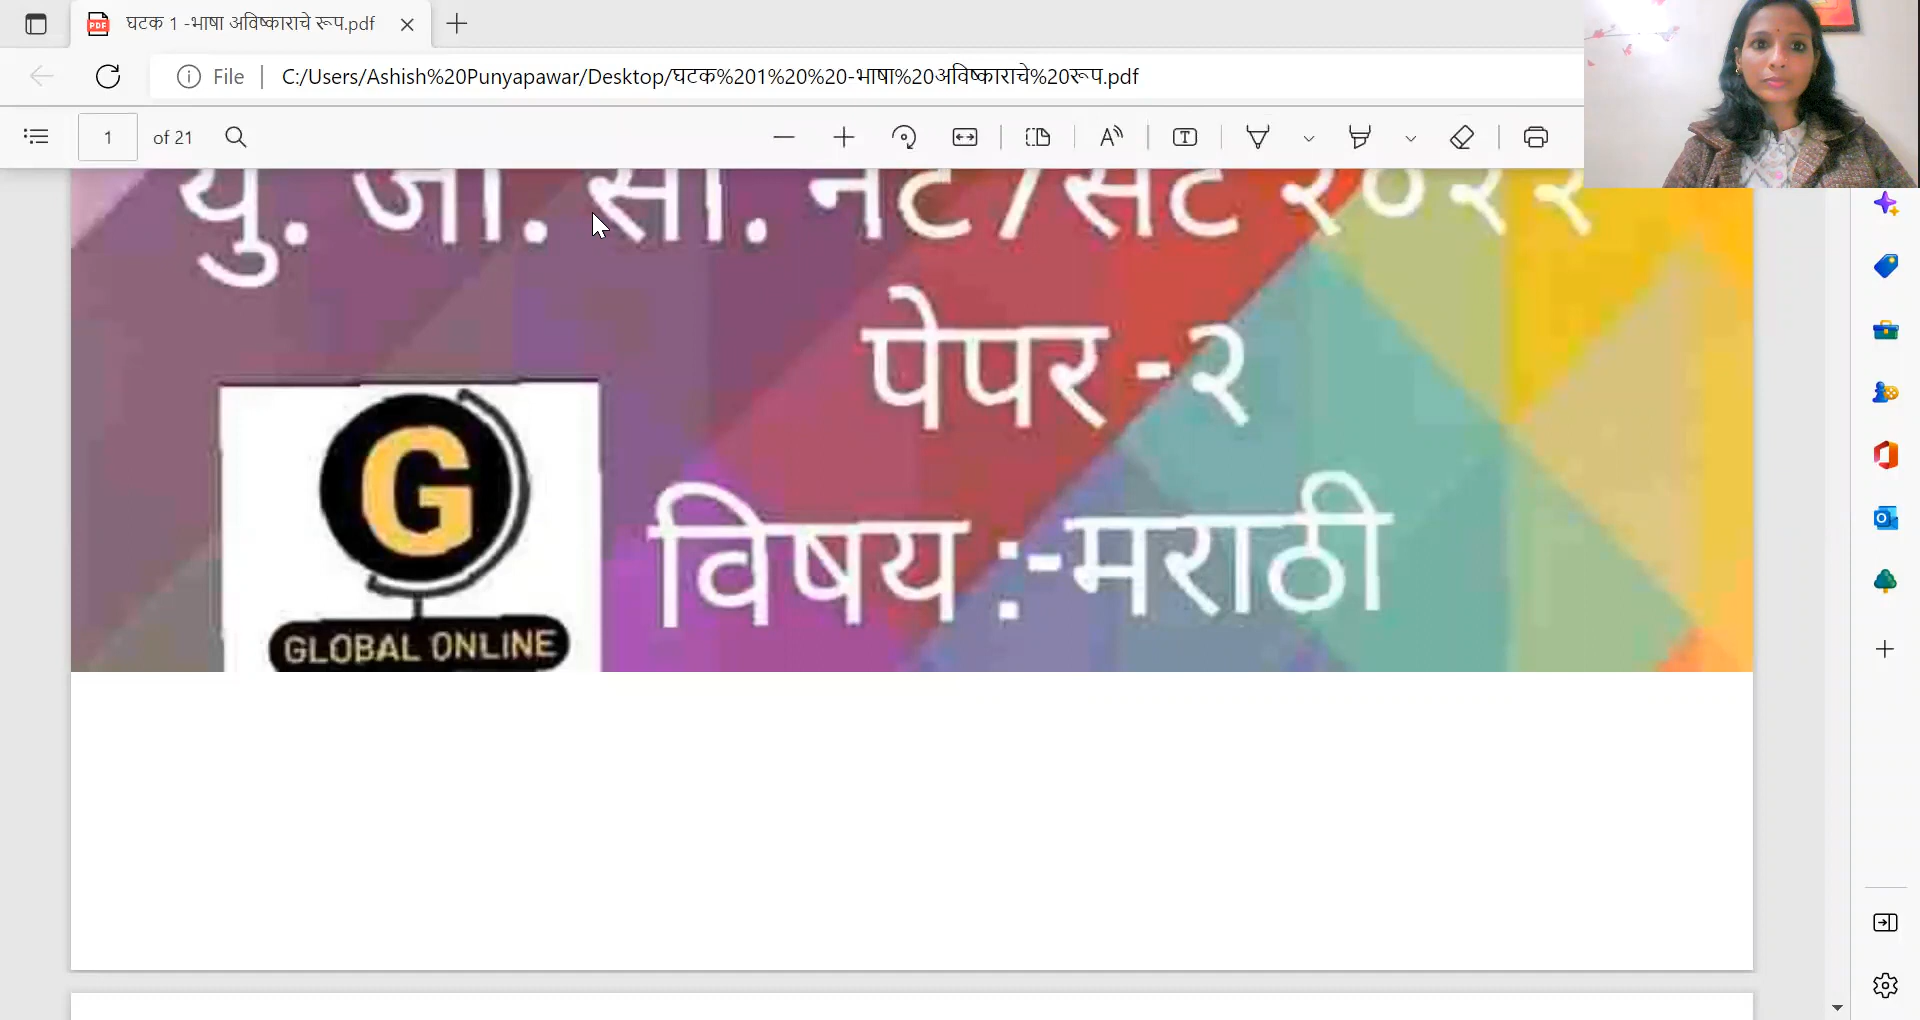 घटक 1 -भाषा अविष्काराचे रूप.pdf
File C:/Users/Ashish%20Punyapawar/Desktop/घटक%201%20%20-भाषा%20अविष्काराचे%20रूप.pdf
1 of 21
यु. जी. सी. नेट /सेट २०२२
पेपर -२
विषय :-मराठी
G
GLOBAL ONLINE